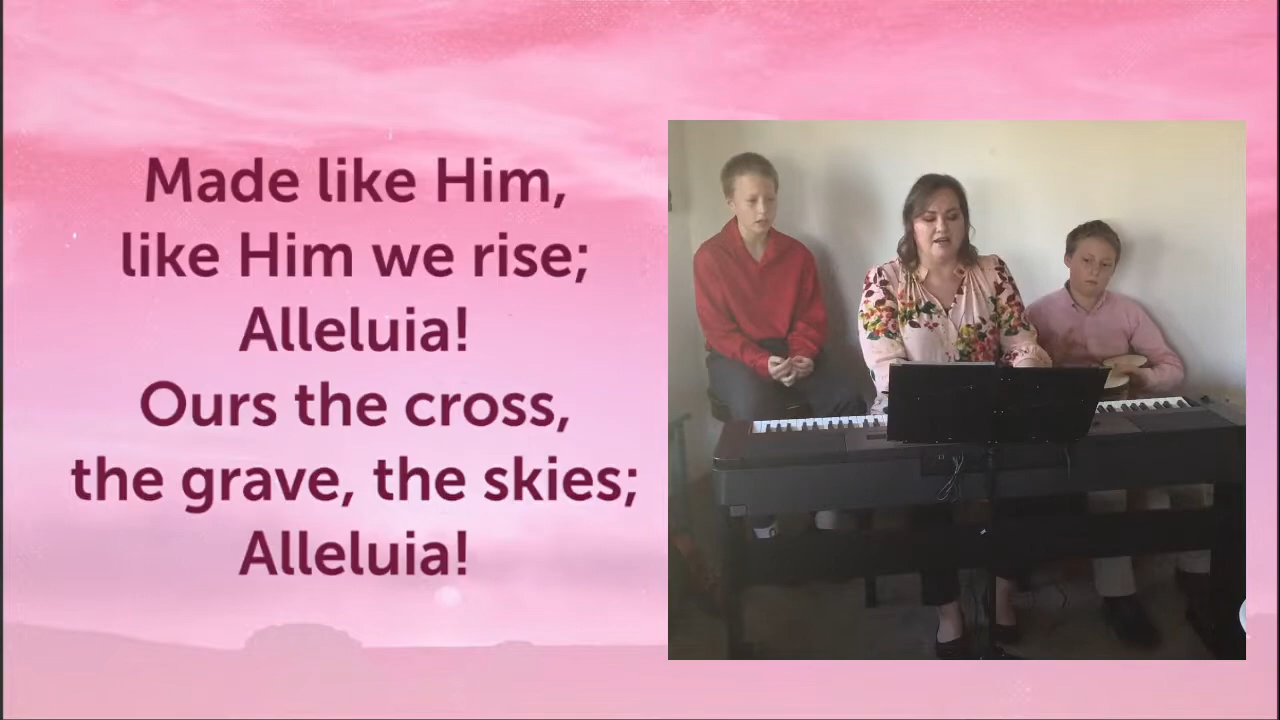 Made like Him,
like Him we rise;
Alleluia!
Ours the cross,
the grave, the skies;
Alleluia!